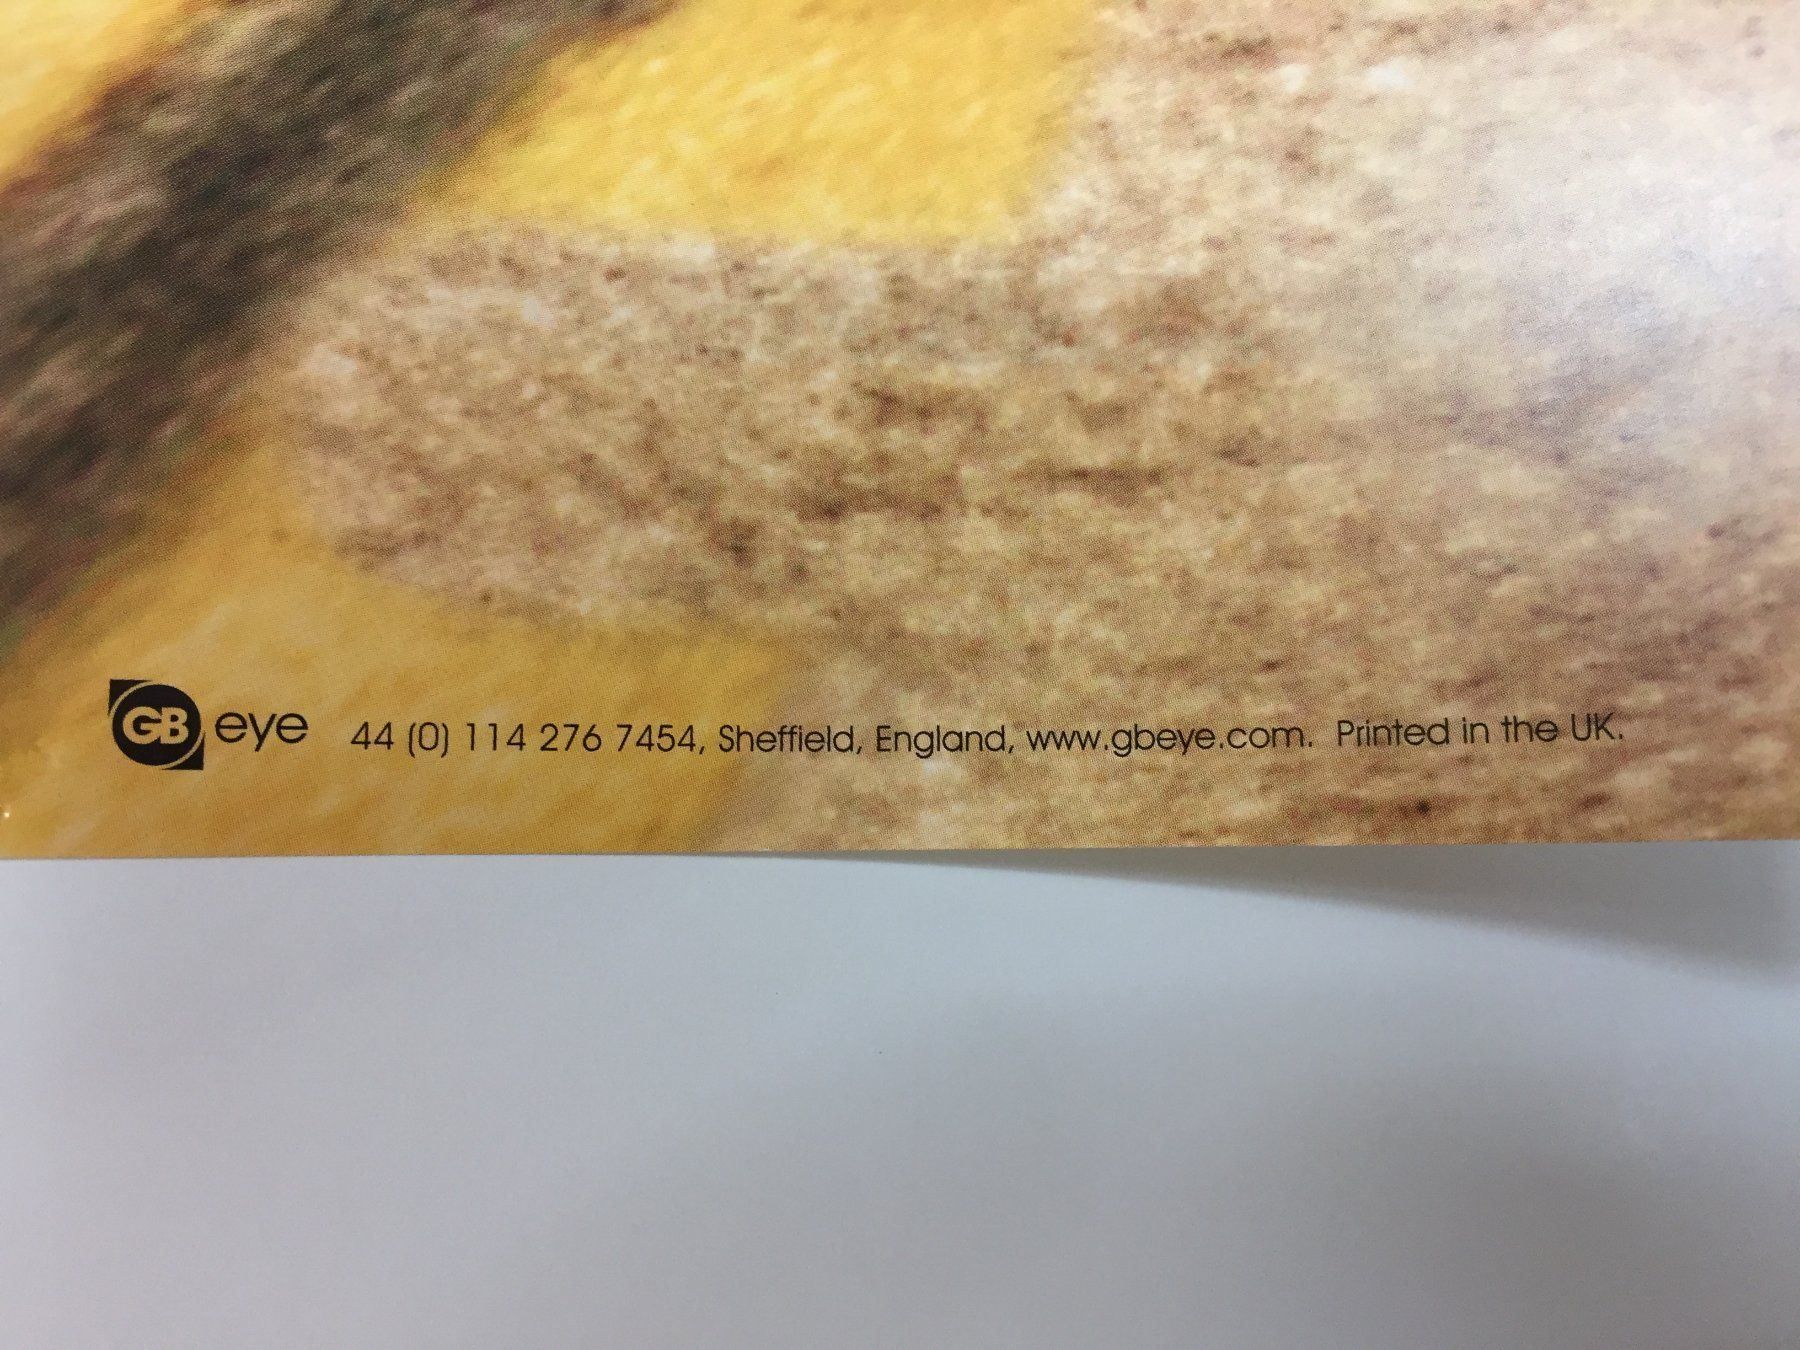 GB eye 44 (0) 114 276 7454, Sheffield, England, www.gbeye.com. Printed in the UK.